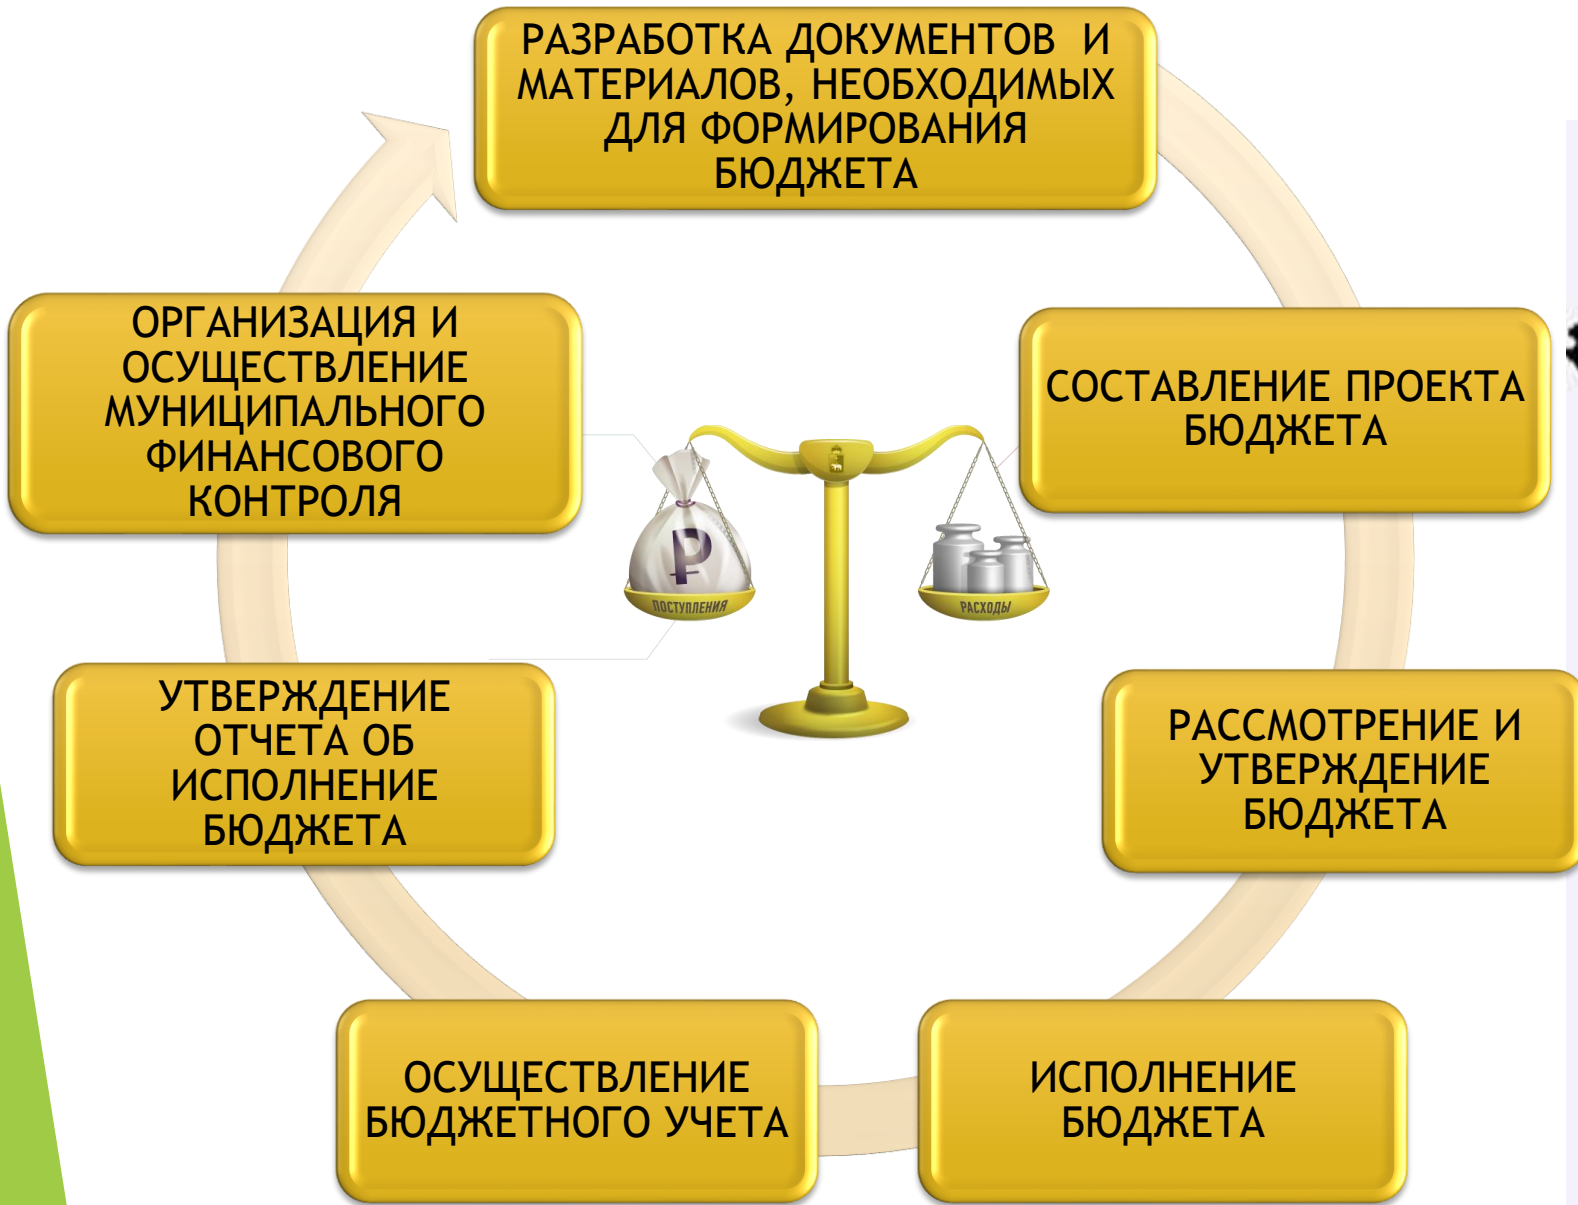 РАЗРАБОТКА ДОКУМЕНТОВ И
МАТЕРИАЛОВ, НЕОБХОДИМЫХ
ДЛЯ ФОРМИРОВАНИЯ
БЮДЖЕТА
СОСТАВЛЕНИЕ ПРОЕКТА
БЮДЖЕТА
РАССМОТРЕНИЕ И
УТВЕРЖДЕНИЕ
БЮДЖЕТА
ИСПОЛНЕНИЕ
БЮДЖЕТА
ОСУЩЕСТВЛЕНИЕ
БЮДЖЕТНОГО УЧЕТА
УТВЕРЖДЕНИЕ
ОТЧЕТА ОБ
ИСПОЛНЕНИЕ
БЮДЖЕТА
ОРГАНИЗАЦИЯ И
ОСУЩЕСТВЛЕНИЕ
МУНИЦИПАЛЬНОГО
ФИНАНСОВОГО
КОНТРОЛЯ
₽
ПОСТУПЛЕНИЯ
РАСХОДЫ